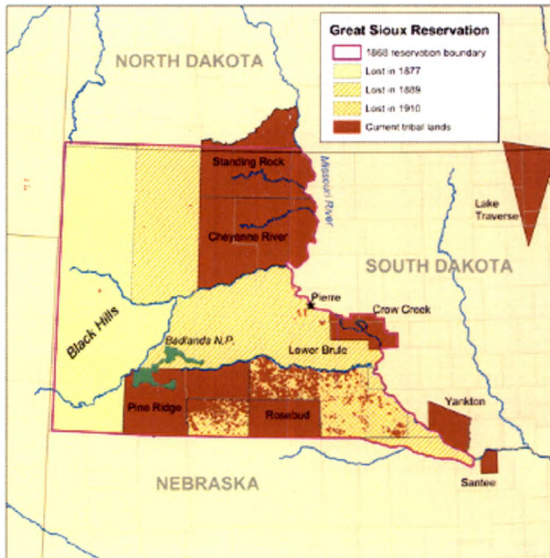 Great Sioux Reservation
1868 reservation boundary
Lost in 1877
Lost in 1889
Lost in 1910
Current tribal lands
NORTH DAKOTA
Standing Rock
Missouri River
Cheyenne River
Lake
Traverse
SOUTH DAKOTA
Pierre
Crow Creek
Black Hills
Badlands N.P.
Lower Brule
Pine Ridge
Rosebud
Yankton
Santee
NEBRASKA